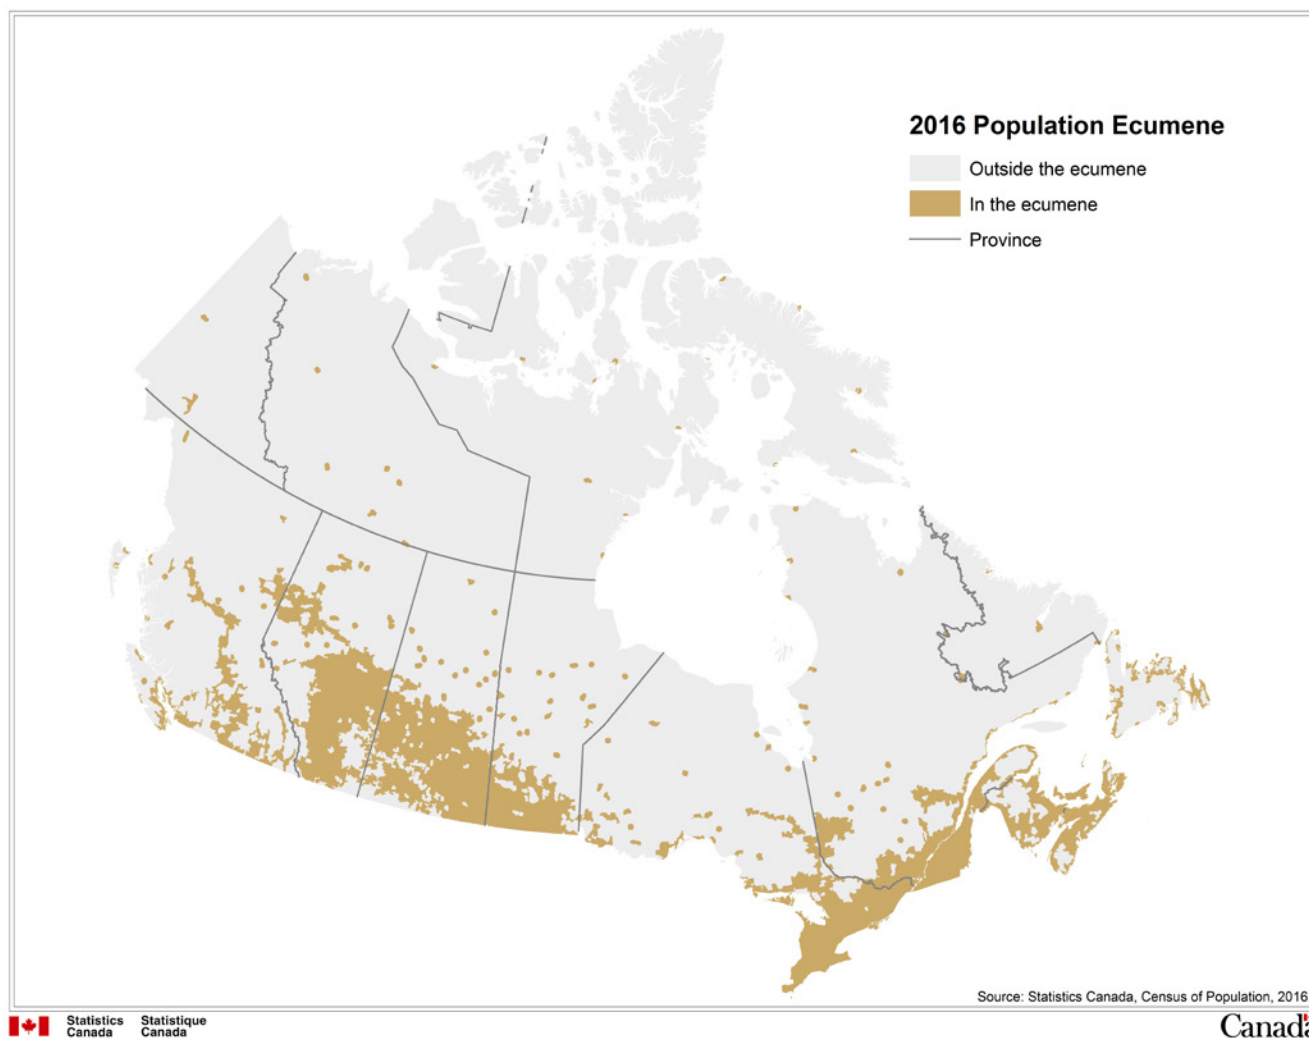 2016 Population Ecumene
Outside the ecumene
In the ecumene
Province
Source: Statistics Canada, Census of Population, 2016
Statistics Statistique
Canada Canada
Canada